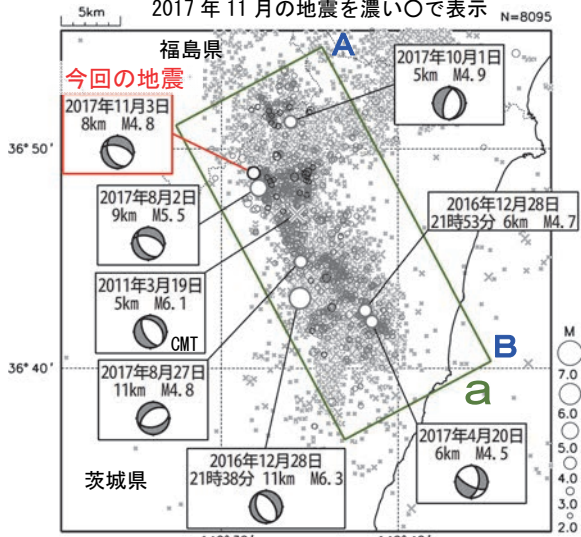 2017年11月の地震を濃い○で表示
5km
N=8095
福島県
A
今回の地震
2017年11月3日
8km M4.8
2017年10月1日
5km M4.9
36°50'
2017年8月2日
9km M5.5
2016年12月28日
21時53分 6km M4.7
2011年3月19日
5km M6.1
CMT
B
M
36°40'
a
7.0
2017年8月27日
11km M4.8
6.0
2017年4月20日
6km M4.5
5.0
2016年12月28日
21時38分 11km M6.3
4.0
茨城県
3.0
2.0